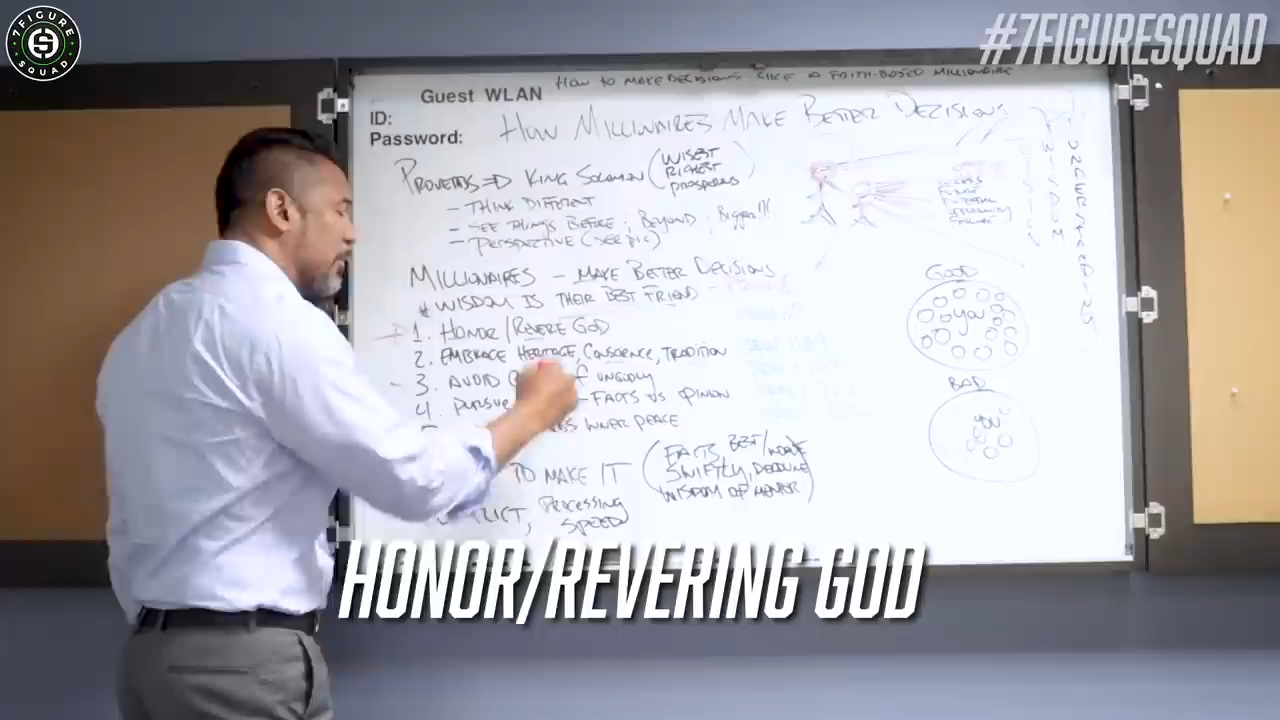 7 FIGURE SQUAD
#7FIGURESQUAD
HOW TO MAKE DECISIONS LIKE A FAITH-BASED MILLIONAIRE
Guest WLAN
ID:
Password:
HOW MILLIONAIRES MAKE BETTER DECISIONS
PROVERBS => KING SOLOMON (WISEST
RICHEST
PROSPEROUS)
- THINK DIFFERENT
- SEE THINGS BEFORE, BEYOND, BIGGER!!!
- PERSPECTIVE (SEE PIC)
MILLIONAIRES - MAKE BETTER DECISIONS
# WISDOM IS THEIR BEST FRIEND
1. HONOR/REVERE GOD
2. EMBRACE HERITAGE, CONSCIENCE, TRADITION
3. AVOID OF UNGODLY
4. PURSUE - FACTS VS OPINION
INNER PEACE
TO MAKE IT (FACTS, BEST/WORST
SWIFTLY, DEADLINE
WISDOM OF MENTOR)
PROCESSING
SPEED
UNDERSTANDING
WISDOM
GOOD
YOU
BAD
YOU
HONOR/REVERING GOD